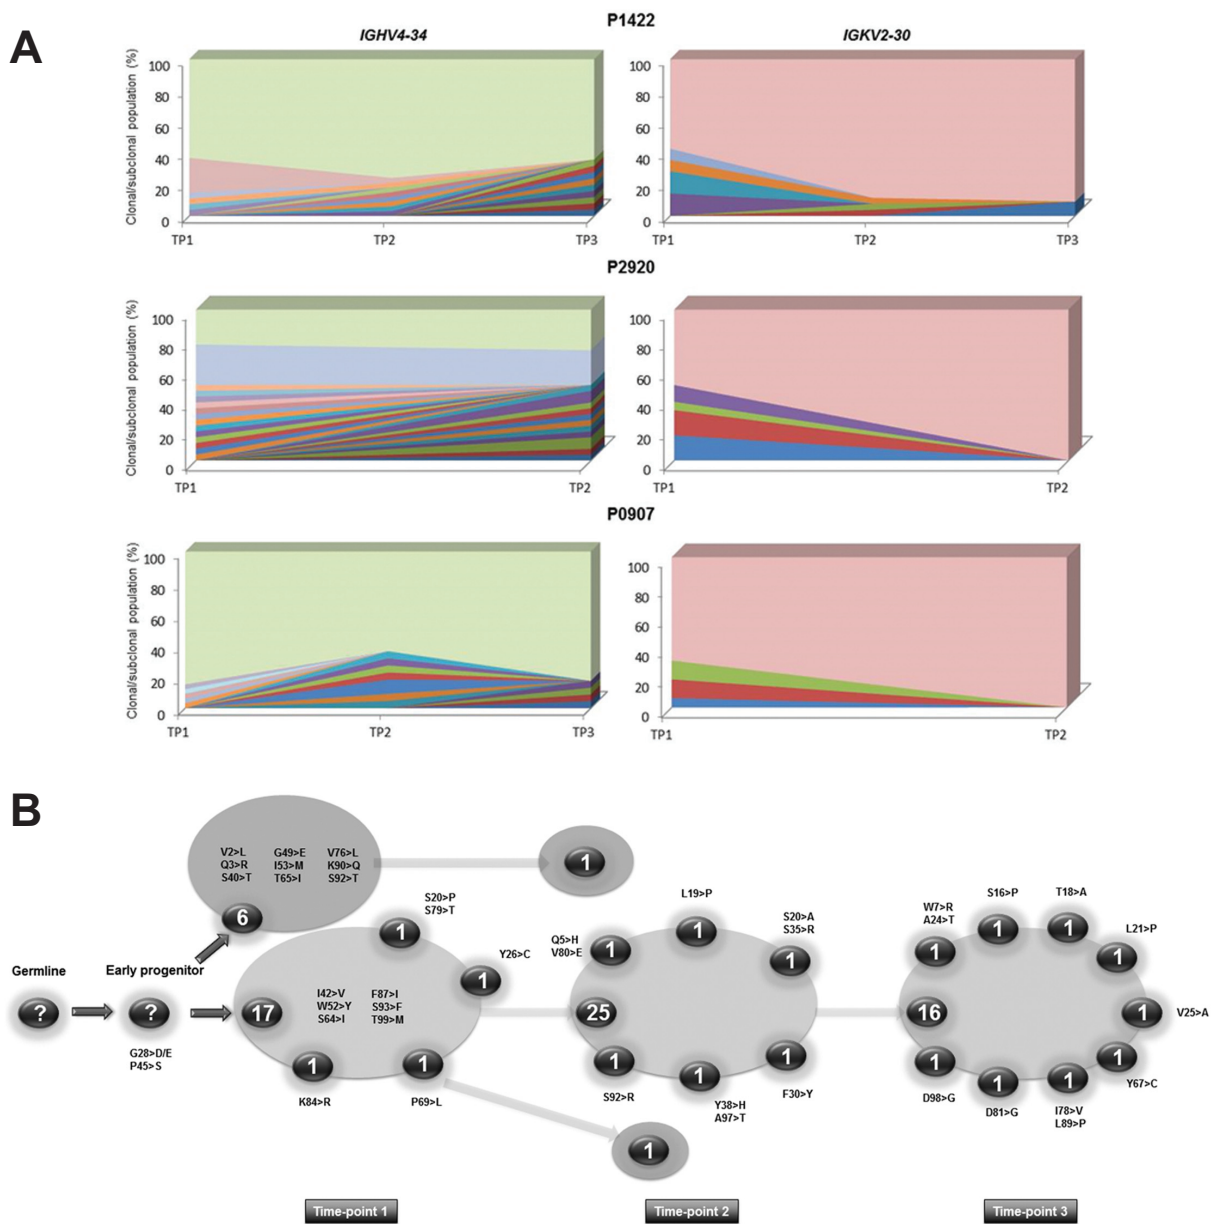 A
P1422
IGHV4-34
IGKV2-30
Clonal/subclonal population (%)
100
80
60
40
20
0
TP1
TP2
TP3
100
80
60
40
20
0
TP1
TP2
TP3
P2920
Clonal/subclonal population (%)
100
80
60
40
20
0
TP1
TP2
100
80
60
40
20
0
TP1
TP2
P0907
Clonal/subclonal population (%)
100
80
60
40
20
0
TP1
TP2
TP3
100
80
60
40
20
0
TP1
TP2
B
V2>L G49>E V76>L
Q3>R I53>M K90>Q
S40>T T65>I S92>T
6
1
Germline
?
Early progenitor
?
G28>D/E
P45>S
17
I42>V F87>I
W52>Y S93>F
S64>I T99>M
S20>P
S79>T
1
Y26>C
1
1
K84>R
1
P69>L
1
Q5>H
V80>E
1
L19>P
1
S20>A
S35>R
1
25
1
S92>R
1
Y38>H
A97>T
1
F30>Y
W7>R
A24>T
1
S16>P
1
T18>A
1
L21>P
1
16
1
V25>A
1
D98>G
1
D81>G
1
I78>V
L89>P
1
Y67>C
Time-point 1
Time-point 2
Time-point 3